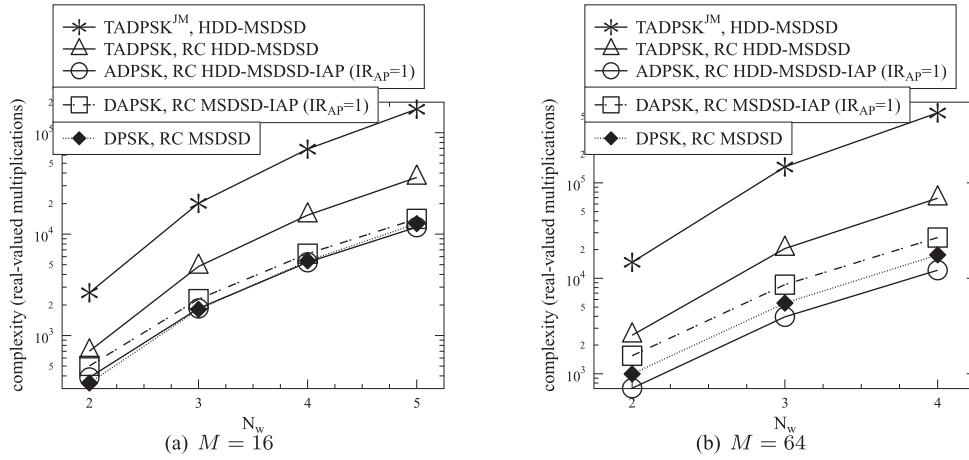 TADPSK^JM, HDD-MSDSD
TADPSK, RC HDD-MSDSD
ADPSK, RC HDD-MSDSD-IAP (IR_AP=1)
DAPSK, RC MSDSD-IAP (IR_AP=1)
DPSK, RC MSDSD
complexity (real-valued multiplications)
2
10^5
5
2
10^4
5
2
10^3
5
2
3
4
5
N_w
(a) M = 16
TADPSK^JM, HDD-MSDSD
TADPSK, RC HDD-MSDSD
ADPSK, RC HDD-MSDSD-IAP (IR_AP=1)
DAPSK, RC MSDSD-IAP (IR_AP=1)
DPSK, RC MSDSD
complexity (real-valued multiplications)
5
2
10^5
5
2
10^4
5
2
10^3
2
3
4
N_w
(b) M = 64